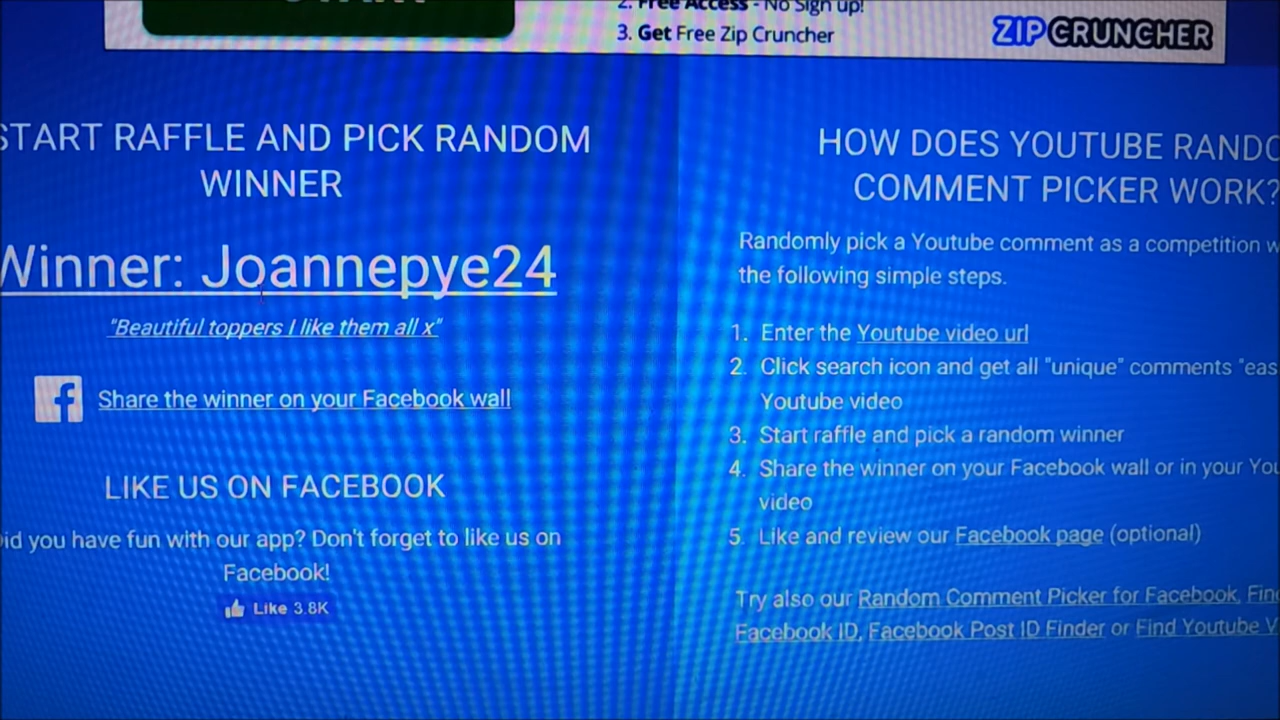 2. Free Access - No Sign up!
3. Get Free Zip Cruncher
ZIPCRUNCHER
START RAFFLE AND PICK RANDOM
WINNER
Winner: Joannepye24
"Beautiful toppers I like them all x"
Share the winner on your Facebook wall
LIKE US ON FACEBOOK
id you have fun with our app? Don't forget to like us on
Facebook!
Like 3.8K
HOW DOES YOUTUBE RANDO
COMMENT PICKER WORK?
Randomly pick a Youtube comment as a competition w
the following simple steps.
1. Enter the Youtube video url
2. Click search icon and get all "unique" comments "eas
Youtube video
3. Start raffle and pick a random winner
4. Share the winner on your Facebook wall or in your You
video
5. Like and review our Facebook page (optional)
Try also our Random Comment Picker for Facebook, Find
Facebook ID, Facebook Post ID Finder or Find Youtube V